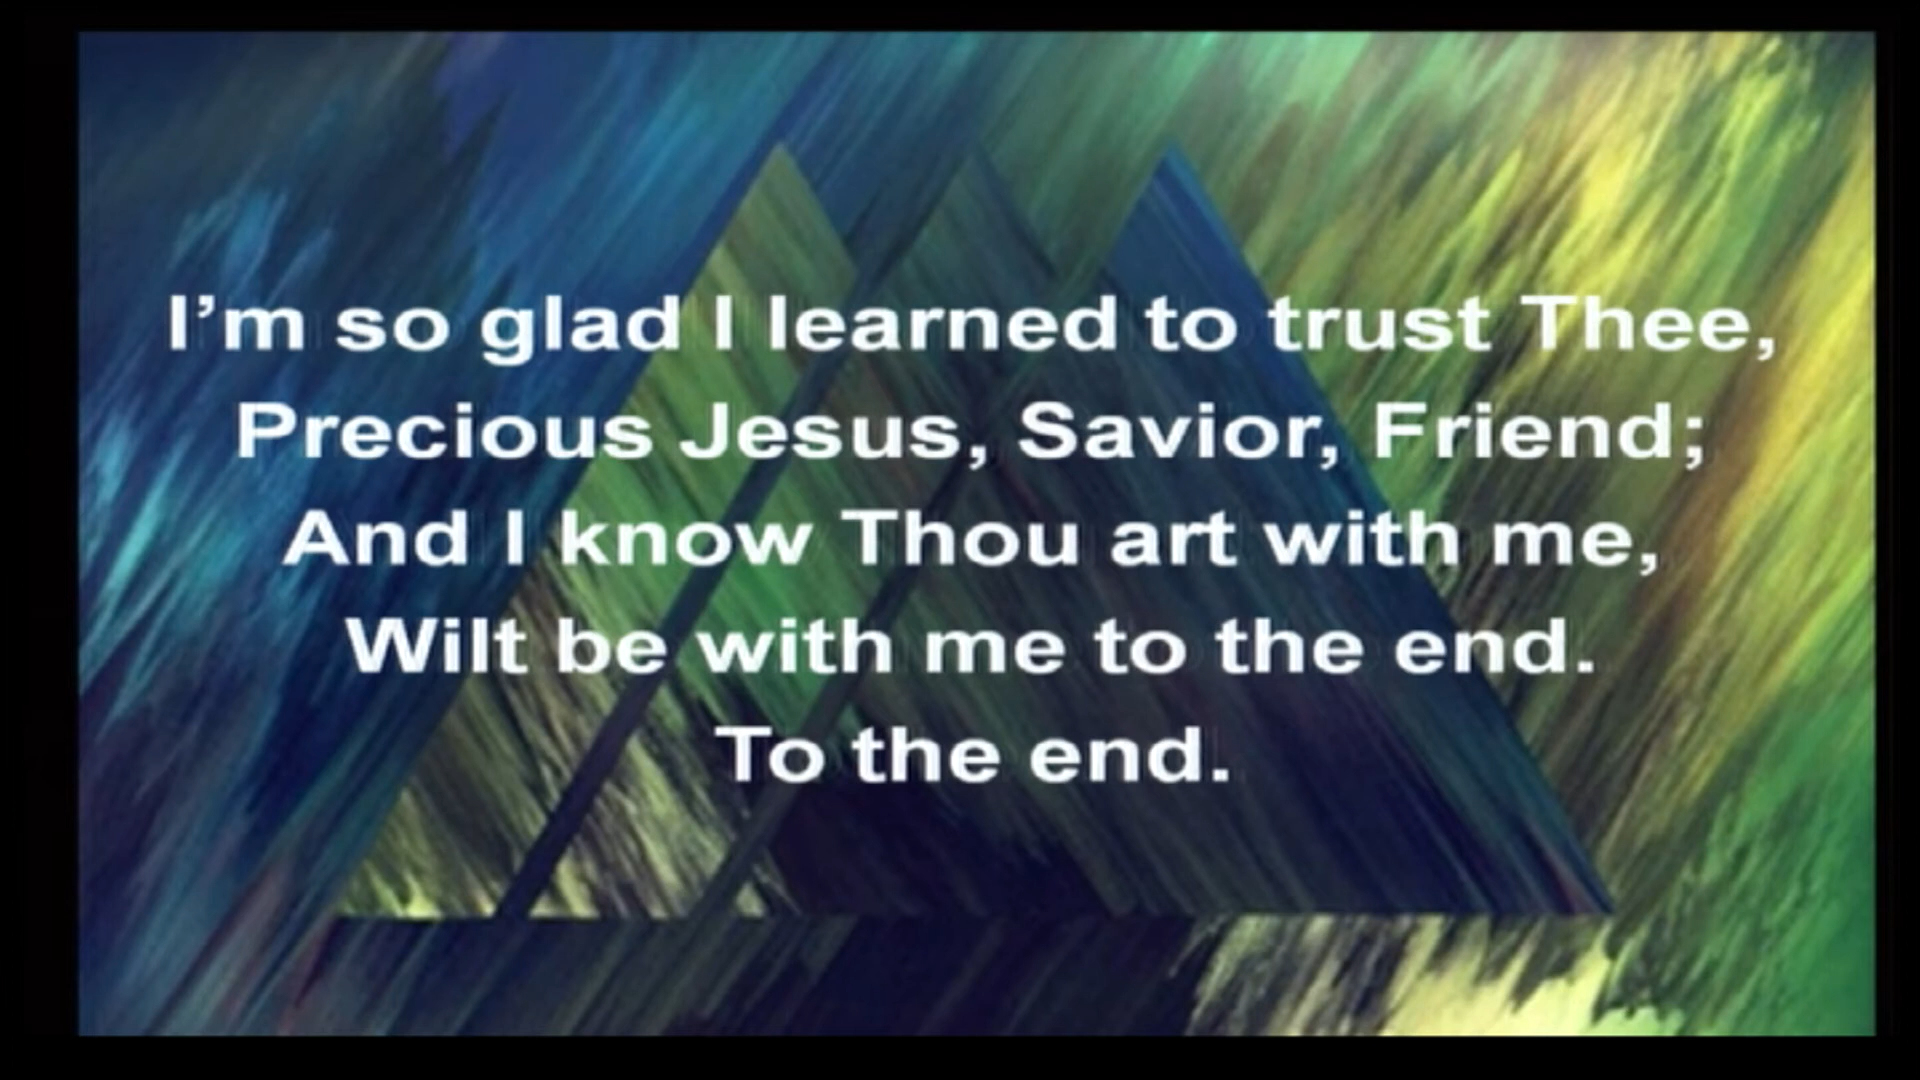 I’m so glad I learned to trust Thee,
Precious Jesus, Savior, Friend;
And I know Thou art with me,
Wilt be with me to the end.
To the end.